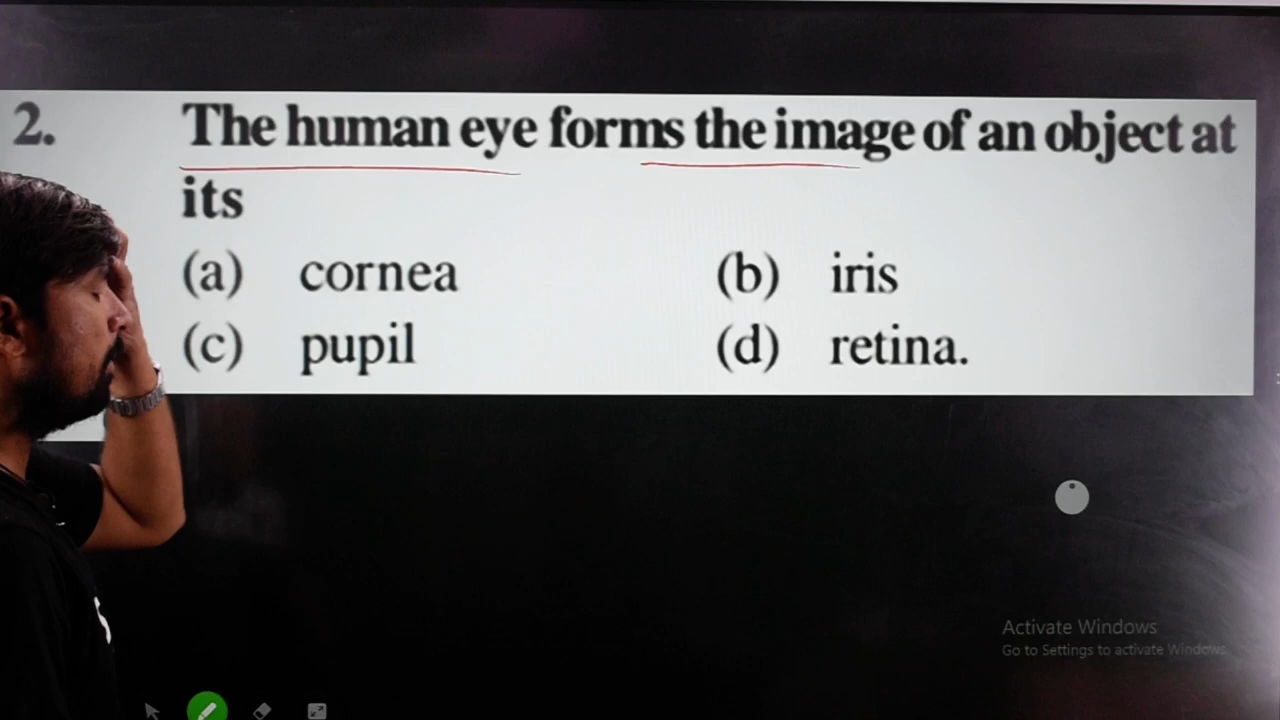 2. The human eye forms the image of an object at
its
(a) cornea (b) iris
(c) pupil (d) retina.
Activate Windows
Go to Settings to activate Windows.